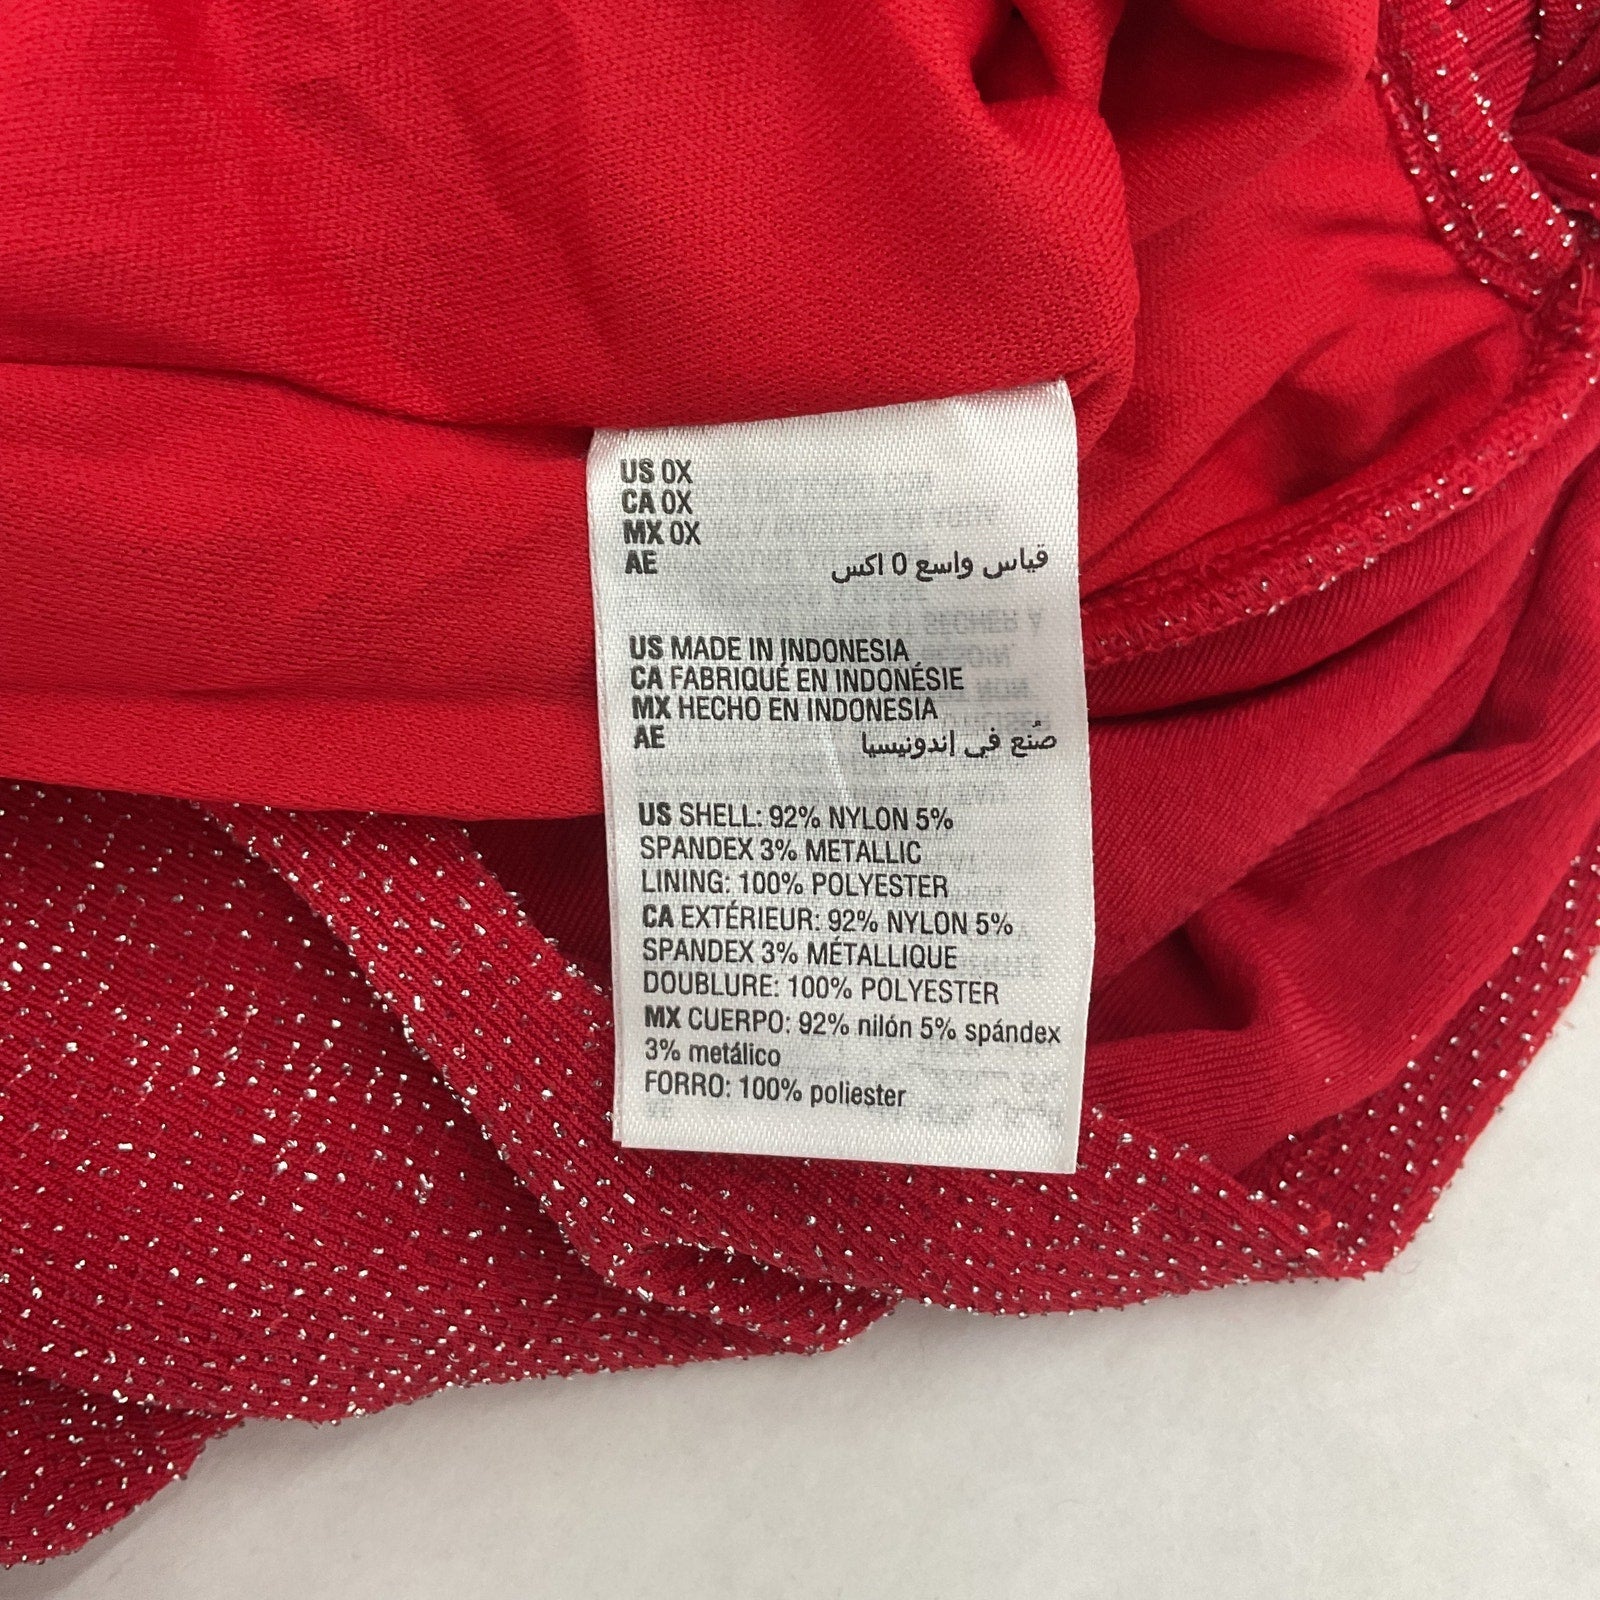 US 0X
CA 0X
MX 0X
AE قياس واسع 0 اكس
US MADE IN INDONESIA
CA FABRIQUÉ EN INDONÉSIE
MX HECHO EN INDONESIA
AE صُنع في إندونيسيا
US SHELL: 92% NYLON 5%
SPANDEX 3% METALLIC
LINING: 100% POLYESTER
CA EXTÉRIEUR: 92% NYLON 5%
SPANDEX 3% MÉTALLIQUE
DOUBLURE: 100% POLYESTER
MX CUERPO: 92% nilón 5% spándex
3% metálico
FORRO: 100% poliester